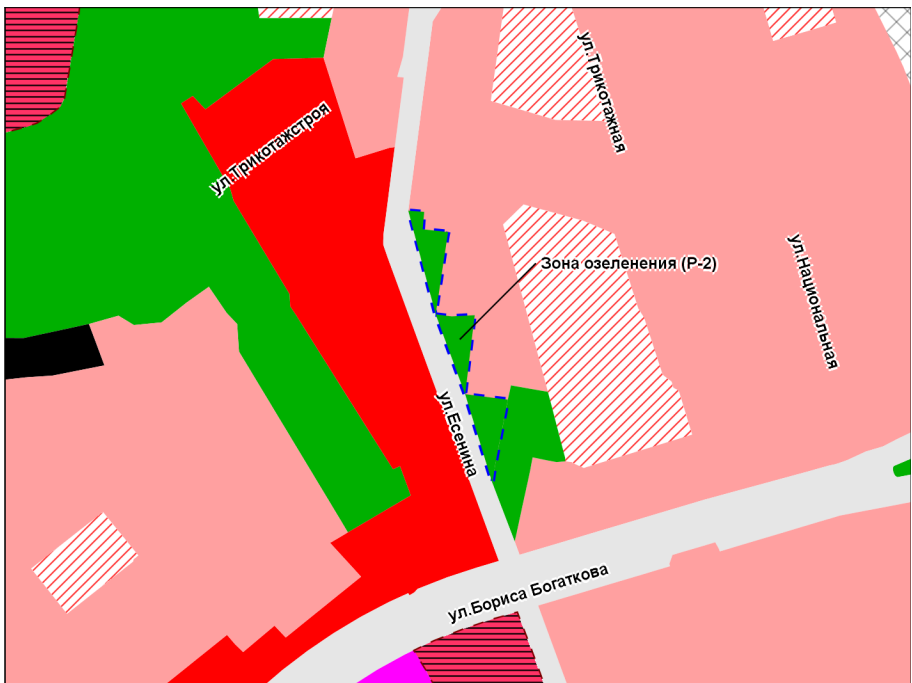 ул.Трикотажная
ул.Трикотажстроя
Зона озеленения (Р-2)
ул.Национальная
ул.Есенина
ул.Бориса Богаткова